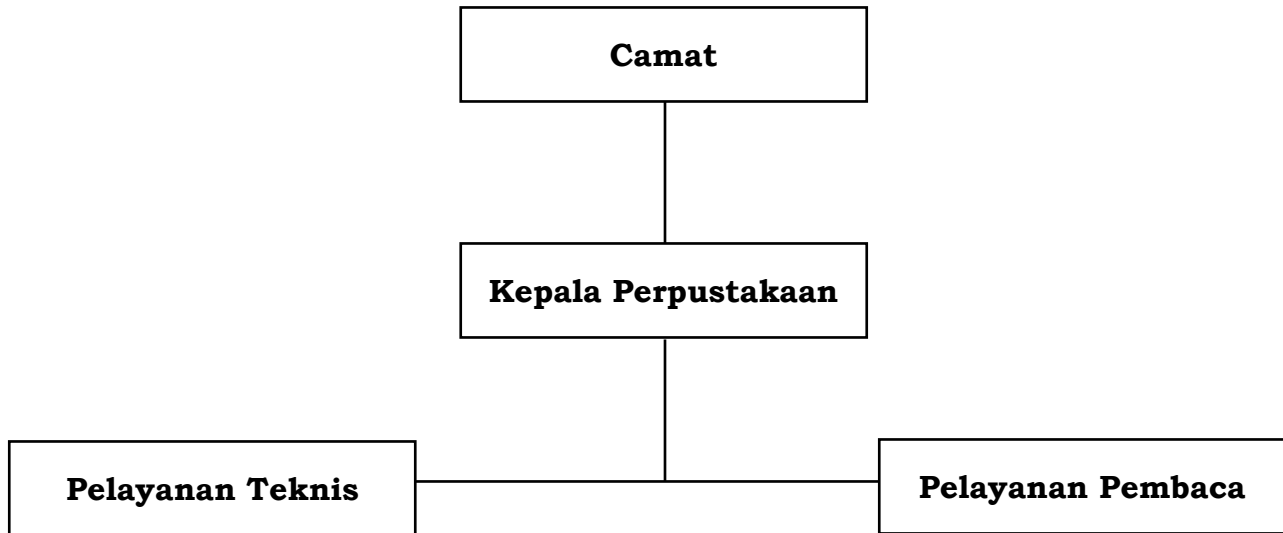 Camat
Kepala Perpustakaan
Pelayanan Teknis
Pelayanan Pembaca